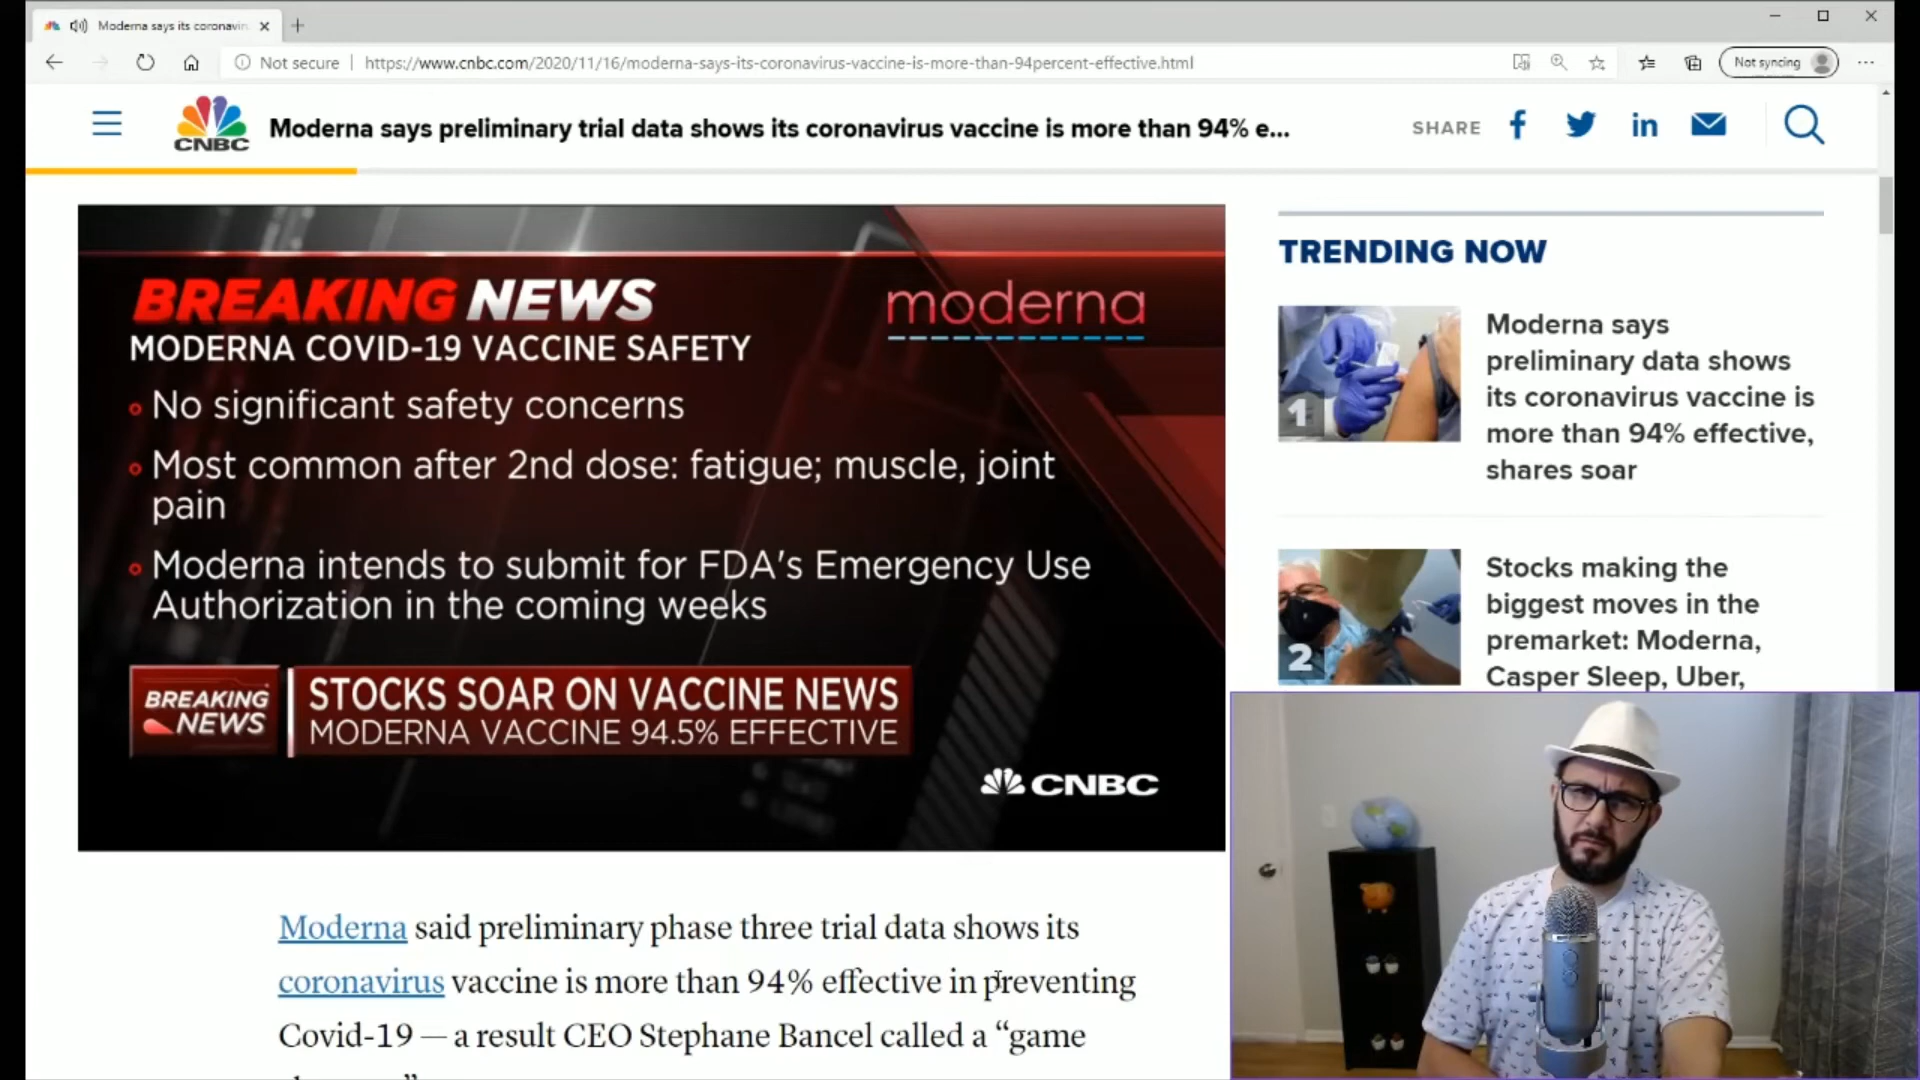 Moderna says its coronavir
Not secure
https://www.cnbc.com/2020/11/16/moderna-says-its-coronavirus-vaccine-is-more-than-94percent-effective.html
Not syncing
CNBC
Moderna says preliminary trial data shows its coronavirus vaccine is more than 94% e...
SHARE
BREAKING NEWS
moderna
MODERNA COVID-19 VACCINE SAFETY
No significant safety concerns
Most common after 2nd dose: fatigue; muscle, joint
pain
Moderna intends to submit for FDA's Emergency Use
Authorization in the coming weeks
BREAKING
NEWS
STOCKS SOAR ON VACCINE NEWS
MODERNA VACCINE 94.5% EFFECTIVE
CNBC
Moderna said preliminary phase three trial data shows its
coronavirus vaccine is more than 94% effective in preventing
Covid-19 — a result CEO Stephane Bancel called a “game
TRENDING NOW
1
Moderna says
preliminary data shows
its coronavirus vaccine is
more than 94% effective,
shares soar
2
Stocks making the
biggest moves in the
premarket: Moderna,
Casper Sleep, Uber,